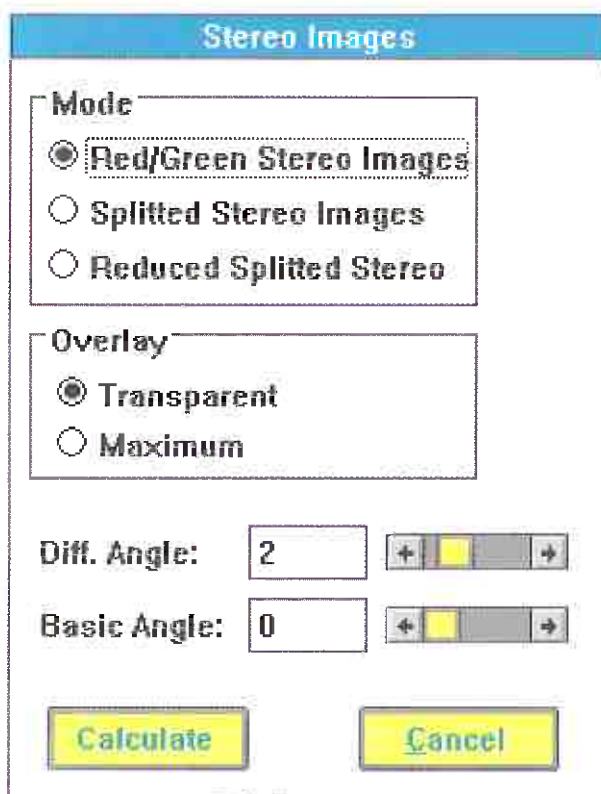 Stereo Images
Mode
Red/Green Stereo Images
Splitted Stereo Images
Reduced Splitted Stereo
Overlay
Transparent
Maximum
Diff. Angle: 2
Basic Angle: 0
Calculate Cancel